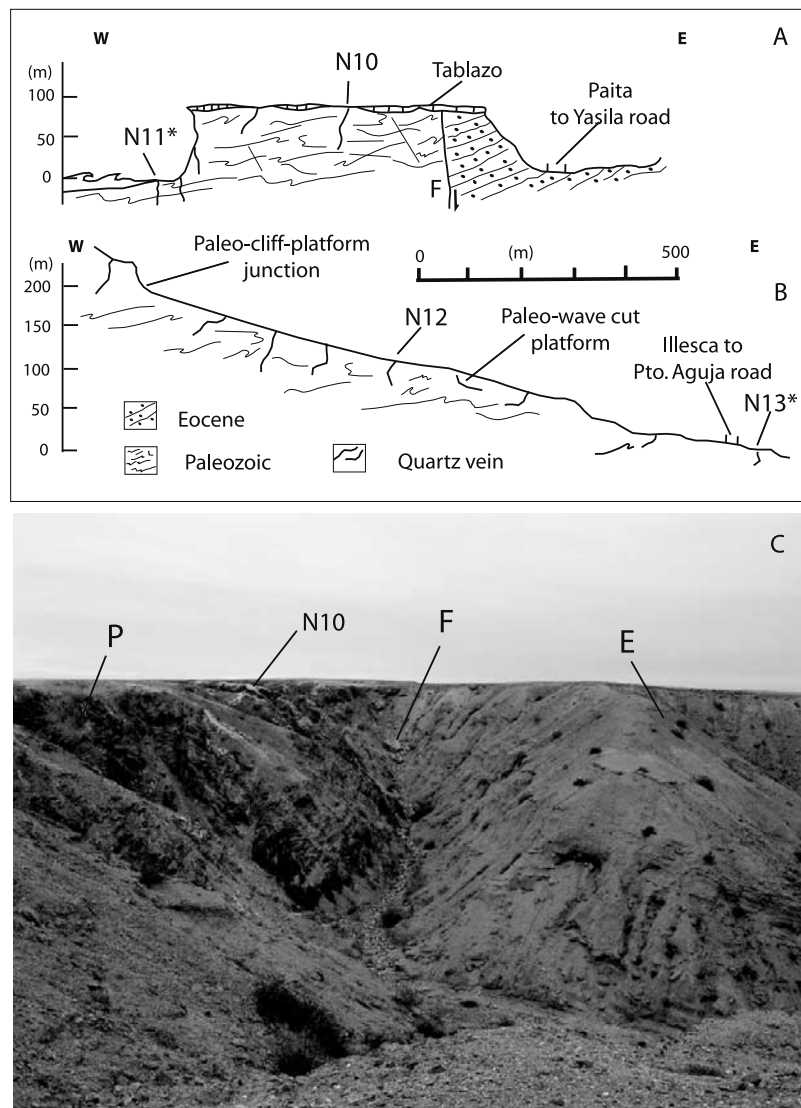 A
W
E
(m)
100
50
0
N10
Tablazo
Paita
to Yasila road
N11*
F
B
W
E
(m)
200
150
100
50
0
Paleo-cliff-platform
junction
0
(m)
500
N12
Paleo-wave cut
platform
Illesca to
Pto. Aguja road
N13*
Eocene
Paleozoic
Quartz vein
C
P
N10
F
E